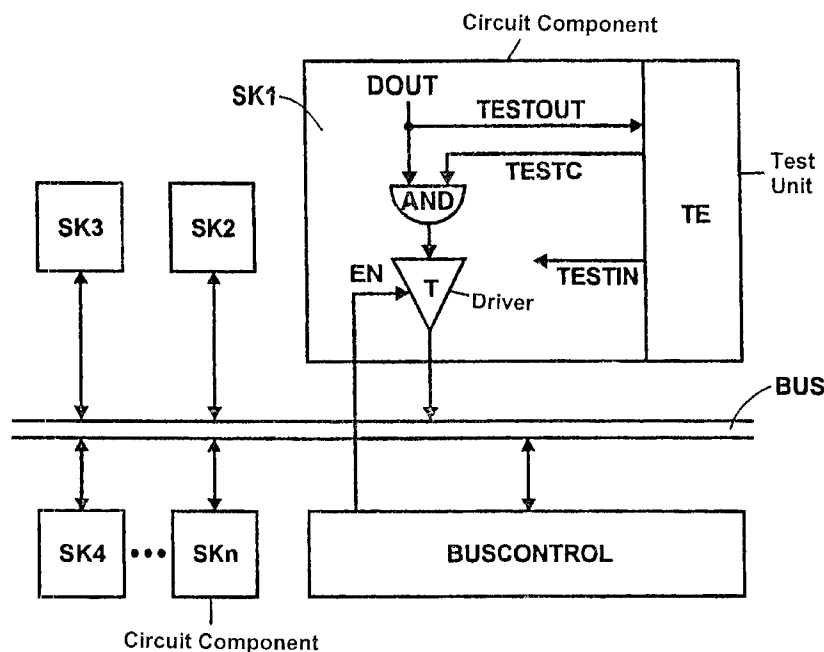 Circuit Component
SK1
DOUT
TESTOUT
TESTC
AND
TE
Test
Unit
SK3
SK2
EN
T
Driver
TESTIN
BUS
SK4
•••
SKn
BUSCONTROL
Circuit Component